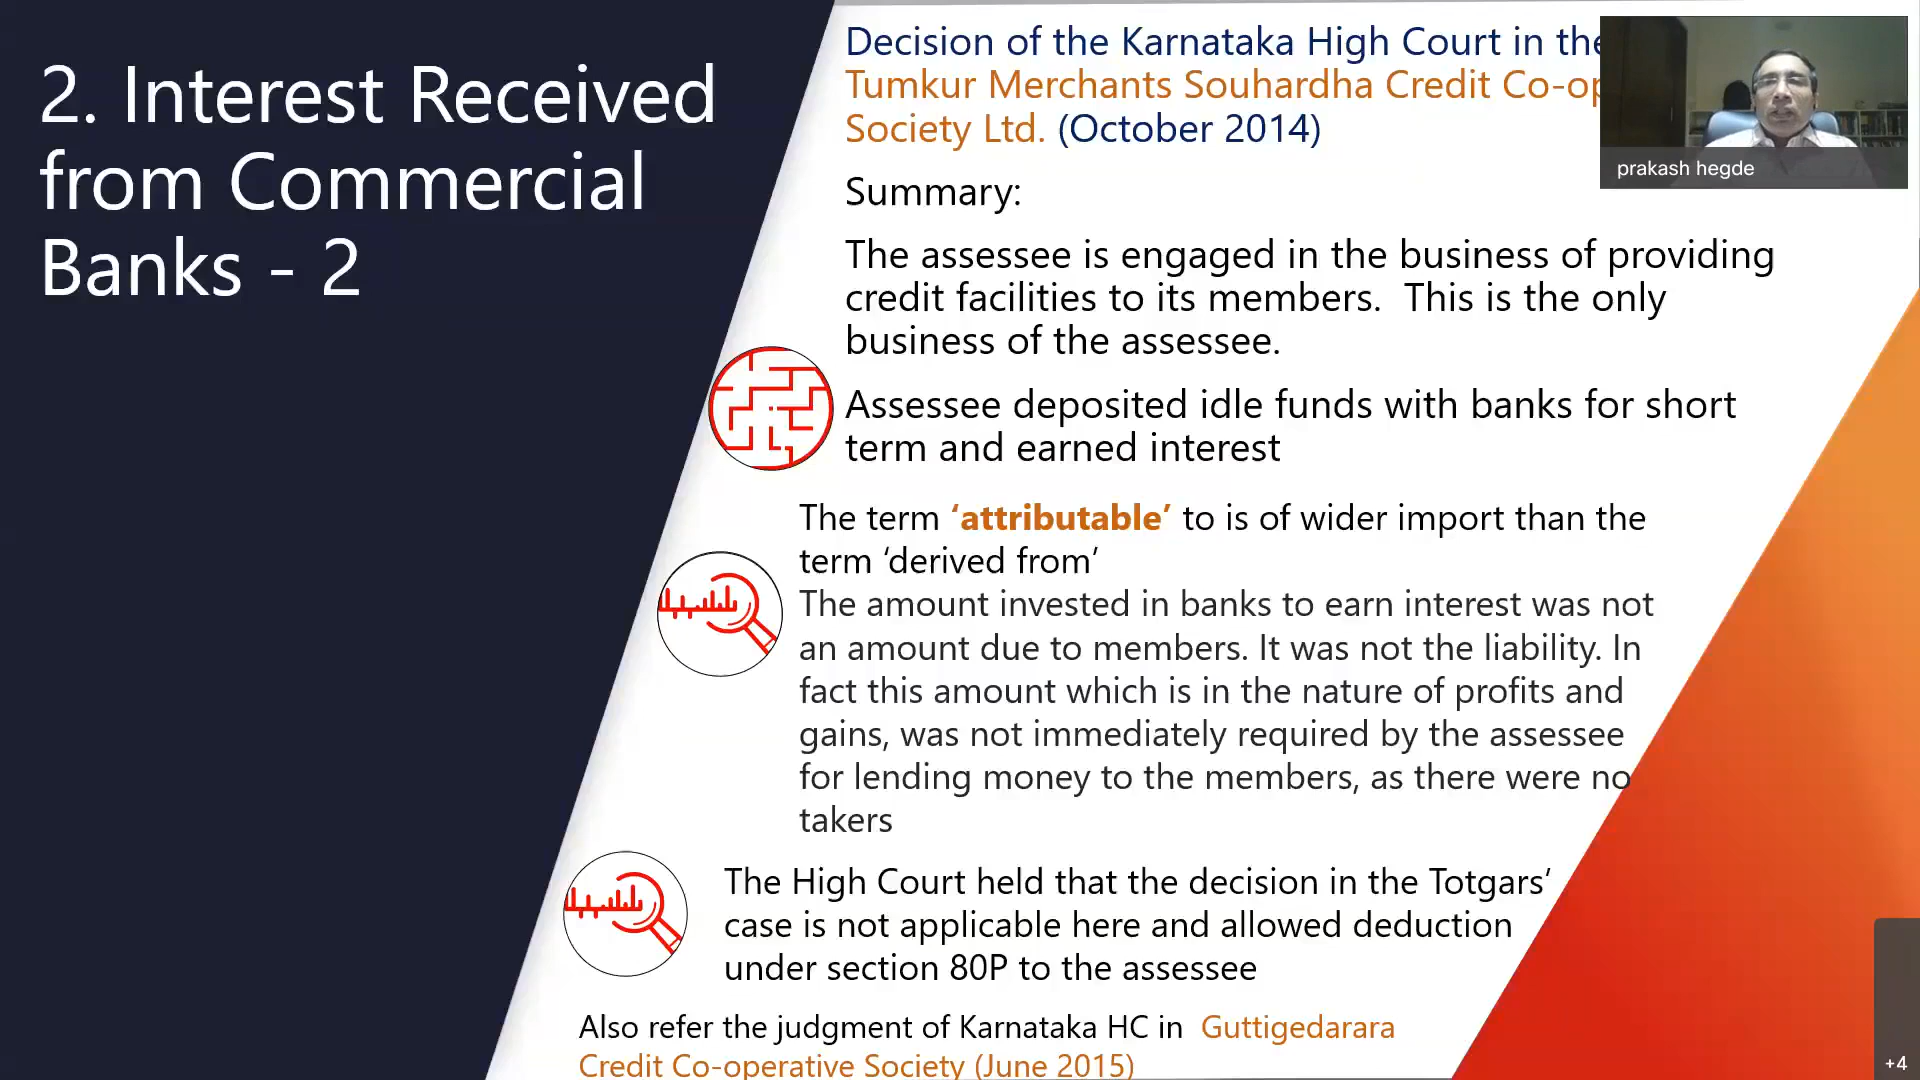 2. Interest Received
from Commercial
Banks - 2
Decision of the Karnataka High Court in the
Tumkur Merchants Souhardha Credit
Society Ltd. (October 2014)
prakash hegde
Summary:
The assessee is engaged in the business of providing
credit facilities to its members. This is the only
business of the assessee.
Assessee deposited idle funds with banks for short
term and earned interest
The term ‘attributable’ to is of wider import than the
term ‘derived from’
The amount invested in banks to earn interest was not
an amount due to members. It was not the liability. In
fact this amount which is in the nature of profits and
gains, was not immediately required by the assessee
for lending money to the members, as there were no
takers
The High Court held that the decision in the Totgars’
case is not applicable here and allowed deduction
under section 80P to the assessee
Also refer the judgment of Karnataka HC in Guttigedarara
Credit Co-operative Society (June 2015)
+4